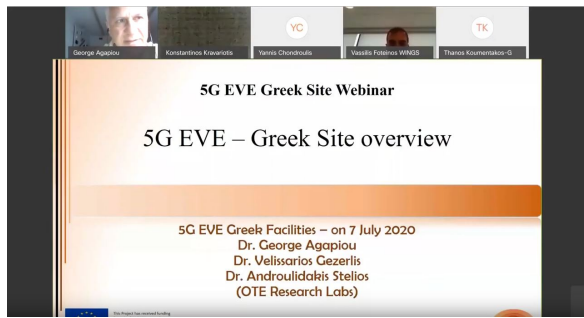 YC
TK
George Agapiou
Konstantinos Kravariotis
Yannis Chondroulis
Vassilis Foteinos WINGS
Thanos Koumentakos-G
5G EVE Greek Site Webinar
5G EVE – Greek Site overview
5G EVE Greek Facilities – on 7 July 2020
Dr. George Agapiou
Dr. Velissarios Gezerlis
Dr. Androulidakis Stelios
(OTE Research Labs)
This Project has received funding